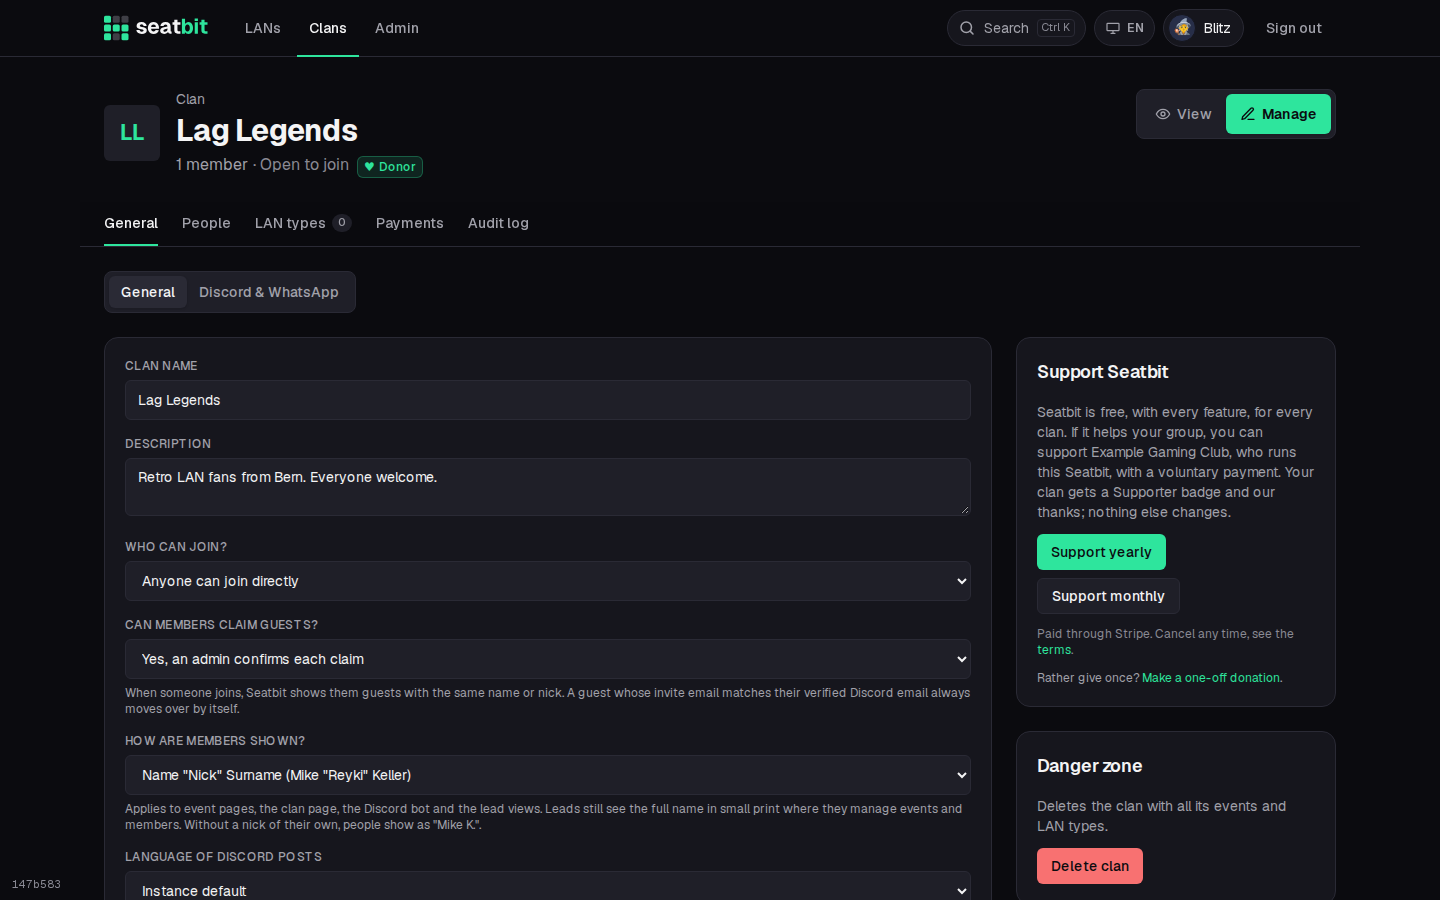 seatbit
LANs
Clans
Admin
Search
Ctrl K
EN
Blitz
Sign out
LL
Clan
Lag Legends
1 member · Open to join
♥ Donor
View
Manage
General
People
LAN types 0
Payments
Audit log
General
Discord & WhatsApp
CLAN NAME
Lag Legends
DESCRIPTION
Retro LAN fans from Bern. Everyone welcome.
WHO CAN JOIN?
Anyone can join directly
CAN MEMBERS CLAIM GUESTS?
Yes, an admin confirms each claim
When someone joins, Seatbit shows them guests with the same name or nick. A guest whose invite email matches their verified Discord email always
moves over by itself.
HOW ARE MEMBERS SHOWN?
Name "Nick" Surname (Mike "Reyki" Keller)
Applies to event pages, the clan page, the Discord bot and the lead views. Leads still see the full name in small print where they manage events and
members. Without a nick of their own, people show as "Mike K.".
LANGUAGE OF DISCORD POSTS
Instance default
Support Seatbit
Seatbit is free, with every feature, for every
clan. If it helps your group, you can
support Example Gaming Club, who runs
this Seatbit, with a voluntary payment. Your
clan gets a Supporter badge and our
thanks; nothing else changes.
Support yearly
Support monthly
Paid through Stripe. Cancel any time, see the
terms.
Rather give once? Make a one-off donation.
Danger zone
Deletes the clan with all its events and
LAN types.
Delete clan
147b583